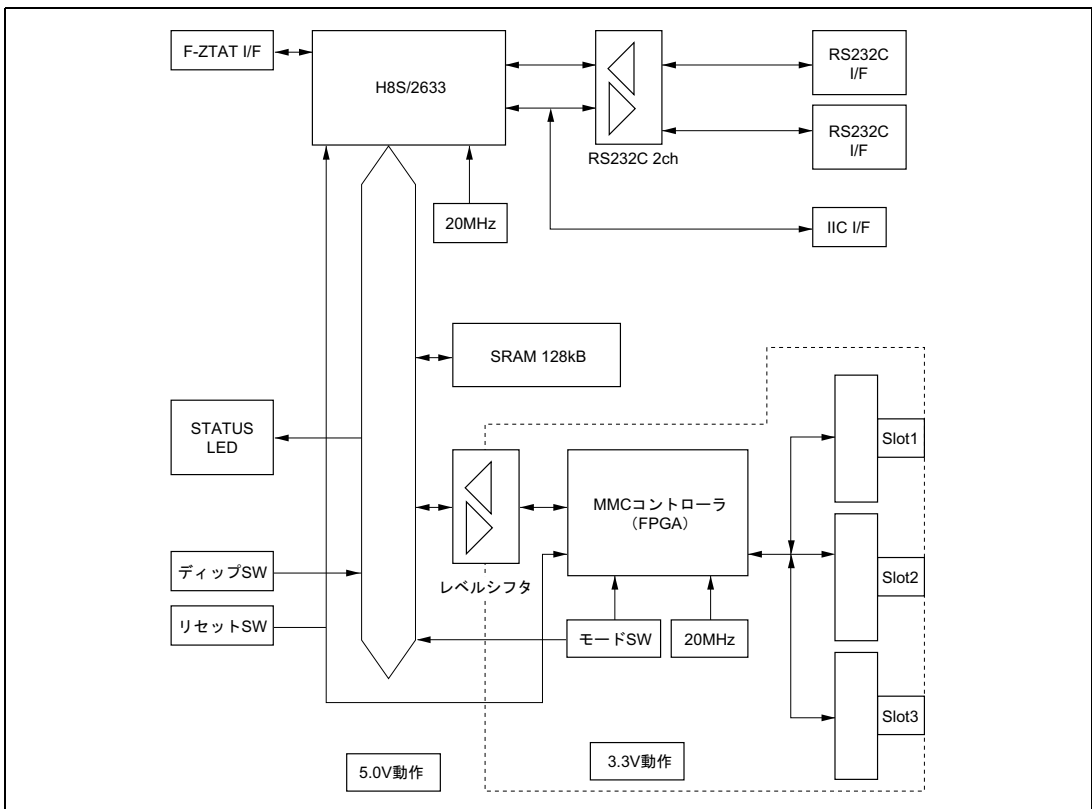 F-ZTAT I/F
H8S/2633
RS232C
I/F
RS232C
I/F
RS232C 2ch
20MHz
IIC I/F
SRAM 128kB
STATUS
LED
Slot1
MMCコントローラ
（FPGA）
Slot2
ディップSW
レベルシフタ
リセットSW
モードSW
20MHz
Slot3
5.0V動作
3.3V動作